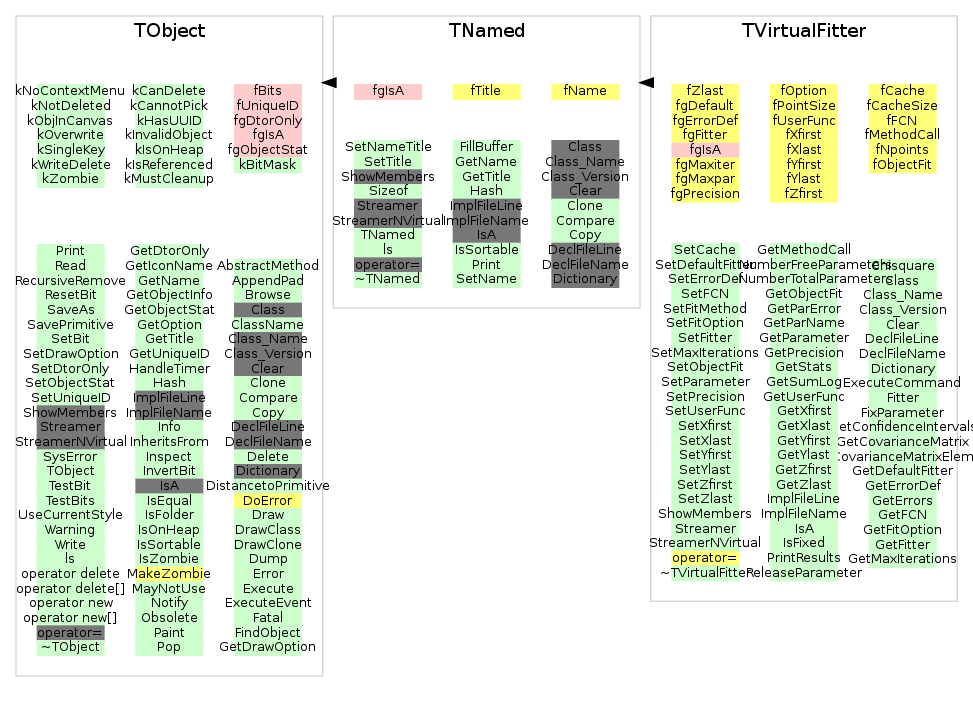 TObject
kNoContextMenu
kNotDeleted
kObjInCanvas
kOverwrite
kSingleKey
kWriteDelete
kZombie
kCanDelete
kCannotPick
kHasUUID
kInvalidObject
kIsOnHeap
kIsReferenced
kMustCleanup
fBits
fUniqueID
fgDtorOnly
fgIsA
fgObjectStat
kBitMask
Print
Read
RecursiveRemove
ResetBit
SaveAs
SavePrimitive
SetBit
SetDrawOption
SetDtorOnly
SetObjectStat
SetUniqueID
ShowMembers
Streamer
StreamerNVirtual
SysError
TObject
TestBit
TestBits
UseCurrentStyle
Warning
Write
ls
operator delete
operator delete[]
operator new
operator new[]
operator=
~TObject
GetDtorOnly
GetIconName
GetName
GetObjectInfo
GetObjectStat
GetOption
GetTitle
GetUniqueID
HandleTimer
Hash
ImplFileLine
ImplFileName
Info
InheritsFrom
Inspect
InvertBit
IsA
IsEqual
IsFolder
IsOnHeap
IsSortable
IsZombie
MakeZombie
MayNotUse
Notify
Obsolete
Paint
Pop
AbstractMethod
AppendPad
Browse
Class
ClassName
Class_Name
Class_Version
Clear
Clone
Compare
Copy
DeclFileLine
DeclFileName
Delete
Dictionary
DistancetoPrimitive
DoError
Draw
DrawClass
DrawClone
Dump
Error
Execute
ExecuteEvent
Fatal
FindObject
GetDrawOption
TNamed
fgIsA
fTitle
fName
SetNameTitle
SetTitle
ShowMembers
Sizeof
Streamer
StreamerNVirtual
TNamed
ls
operator=
~TNamed
FillBuffer
GetName
GetTitle
Hash
ImplFileLine
ImplFileName
IsA
IsSortable
Print
SetName
Class
Class_Name
Class_Version
Clear
Clone
Compare
Copy
DeclFileLine
DeclFileName
Dictionary
TVirtualFitter
fZlast
fgDefault
fgErrorDef
fgFitter
fgIsA
fgMaxiter
fgMaxpar
fgPrecision
fOption
fPointSize
fUserFunc
fXfirst
fXlast
fYfirst
fYlast
fZfirst
fCache
fCacheSize
fFCN
fMethodCall
fNpoints
fObjectFit
SetCache
SetDefaultFitter
SetErrorDef
SetFCN
SetFitMethod
SetFitOption
SetFitter
SetMaxIterations
SetObjectFit
SetParameter
SetPrecision
SetUserFunc
SetXfirst
SetXlast
SetYfirst
SetYlast
SetZfirst
SetZlast
ShowMembers
Streamer
StreamerNVirtual
operator=
~TVirtualFitter
GetMethodCall
NumberFreeParameters
NumberTotalParameters
GetObjectFit
GetParError
GetParName
GetParameter
GetPrecision
GetStats
GetSumLog
GetUserFunc
GetXfirst
GetXlast
GetYfirst
GetYlast
GetZfirst
GetZlast
ImplFileLine
ImplFileName
IsA
IsFixed
PrintResults
ReleaseParameter
Chisquare
Class
Class_Name
Class_Version
Clear
DeclFileLine
DeclFileName
Dictionary
ExecuteCommand
Fitter
FixParameter
etConfidenceIntervals
GetCovarianceMatrix
CovarianceMatrixElem
GetDefaultFitter
GetErrorDef
GetErrors
GetFCN
GetFitOption
GetFitter
GetMaxIterations